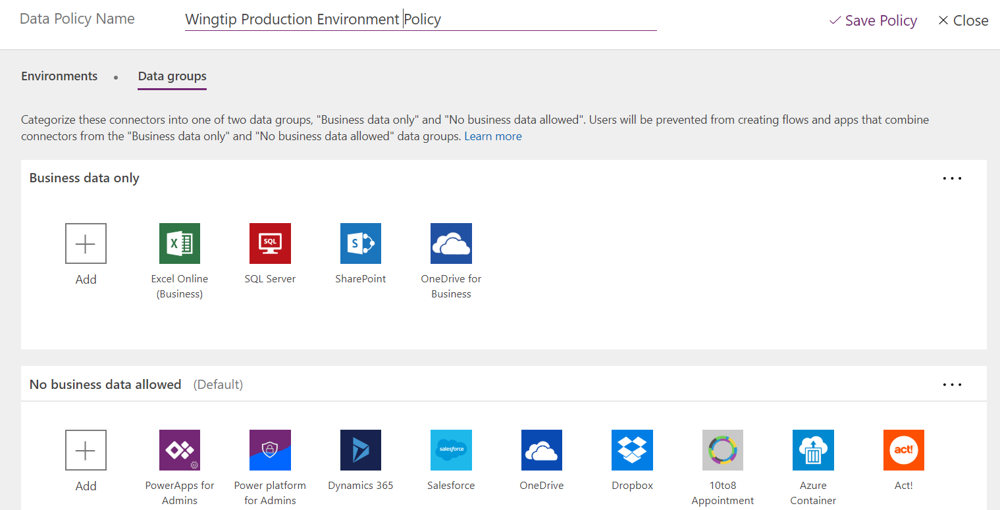 Data Policy Name
Wingtip Production Environment Policy
Save Policy
Close
Environments
Data groups
Categorize these connectors into one of two data groups, "Business data only" and "No business data allowed". Users will be prevented from creating flows and apps that combine
connectors from the "Business data only" and "No business data allowed" data groups. Learn more
Business data only
X
SQL
S
Add
Excel Online
(Business)
SQL Server
SharePoint
OneDrive for
Business
No business data allowed (Default)
salesforce
act!
Add
PowerApps for
Admins
Power platform
for Admins
Dynamics 365
Salesforce
OneDrive
Dropbox
10to8
Appointment
Azure
Container
Act!